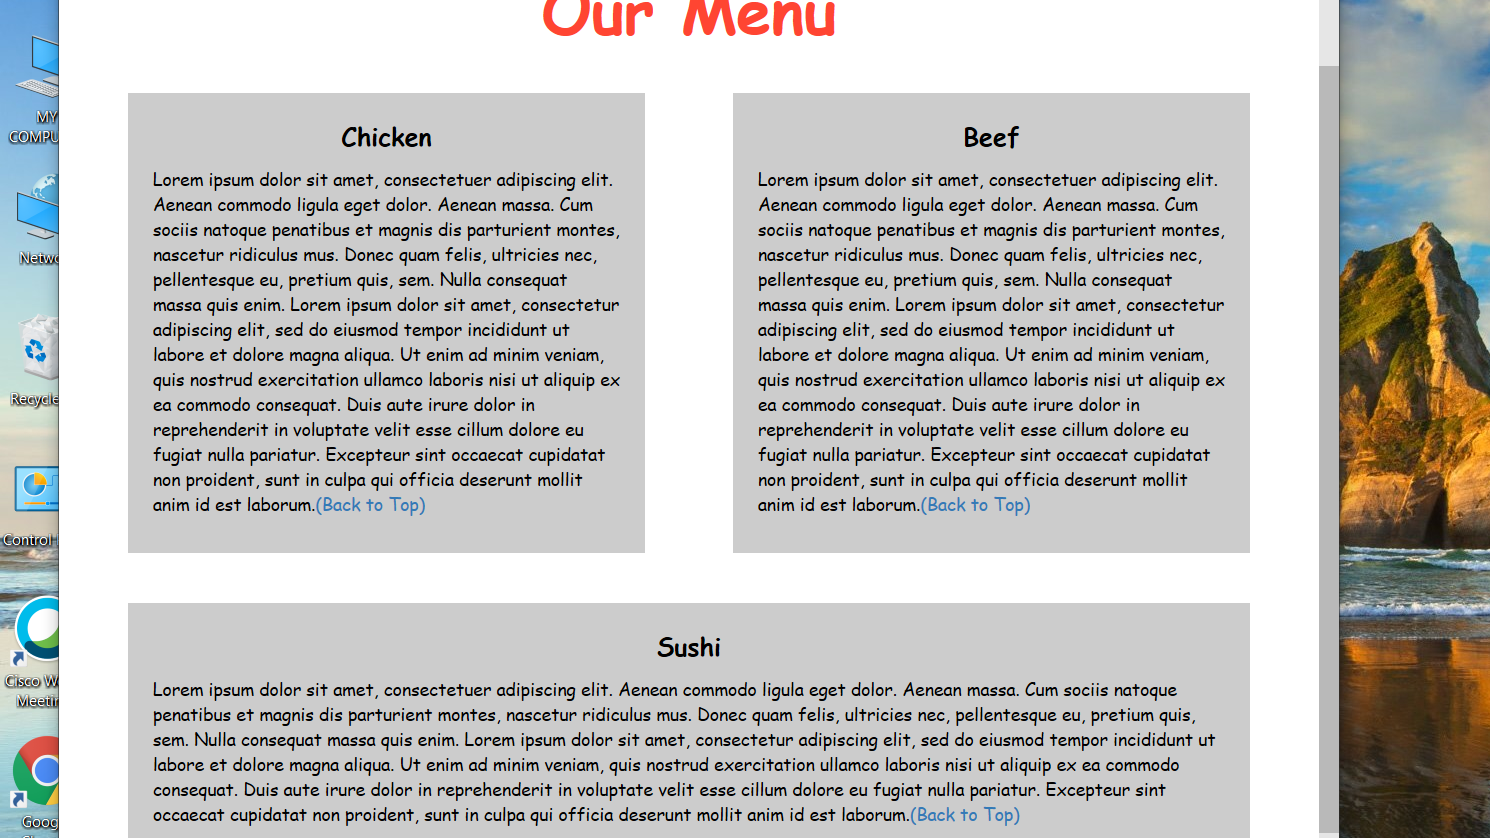 Our Menu
MY
COMPU
Netwo
Recycle
Control
Cisco W
Meetin
Goog
Chicken
Lorem ipsum dolor sit amet, consectetuer adipiscing elit.
Aenean commodo ligula eget dolor. Aenean massa. Cum
sociis natoque penatibus et magnis dis parturient montes,
nascetur ridiculus mus. Donec quam felis, ultricies nec,
pellentesque eu, pretium quis, sem. Nulla consequat
massa quis enim. Lorem ipsum dolor sit amet, consectetur
adipiscing elit, sed do eiusmod tempor incididunt ut
labore et dolore magna aliqua. Ut enim ad minim veniam,
quis nostrud exercitation ullamco laboris nisi ut aliquip ex
ea commodo consequat. Duis aute irure dolor in
reprehenderit in voluptate velit esse cillum dolore eu
fugiat nulla pariatur. Excepteur sint occaecat cupidatat
non proident, sunt in culpa qui officia deserunt mollit
anim id est laborum.(Back to Top)
Beef
Lorem ipsum dolor sit amet, consectetuer adipiscing elit.
Aenean commodo ligula eget dolor. Aenean massa. Cum
sociis natoque penatibus et magnis dis parturient montes,
nascetur ridiculus mus. Donec quam felis, ultricies nec,
pellentesque eu, pretium quis, sem. Nulla consequat
massa quis enim. Lorem ipsum dolor sit amet, consectetur
adipiscing elit, sed do eiusmod tempor incididunt ut
labore et dolore magna aliqua. Ut enim ad minim veniam,
quis nostrud exercitation ullamco laboris nisi ut aliquip ex
ea commodo consequat. Duis aute irure dolor in
reprehenderit in voluptate velit esse cillum dolore eu
fugiat nulla pariatur. Excepteur sint occaecat cupidatat
non proident, sunt in culpa qui officia deserunt mollit
anim id est laborum.(Back to Top)
Sushi
Lorem ipsum dolor sit amet, consectetuer adipiscing elit. Aenean commodo ligula eget dolor. Aenean massa. Cum sociis natoque
penatibus et magnis dis parturient montes, nascetur ridiculus mus. Donec quam felis, ultricies nec, pellentesque eu, pretium quis,
sem. Nulla consequat massa quis enim. Lorem ipsum dolor sit amet, consectetur adipiscing elit, sed do eiusmod tempor incididunt ut
labore et dolore magna aliqua. Ut enim ad minim veniam, quis nostrud exercitation ullamco laboris nisi ut aliquip ex ea commodo
consequat. Duis aute irure dolor in reprehenderit in voluptate velit esse cillum dolore eu fugiat nulla pariatur. Excepteur sint
occaecat cupidatat non proident, sunt in culpa qui officia deserunt mollit anim id est laborum.(Back to Top)